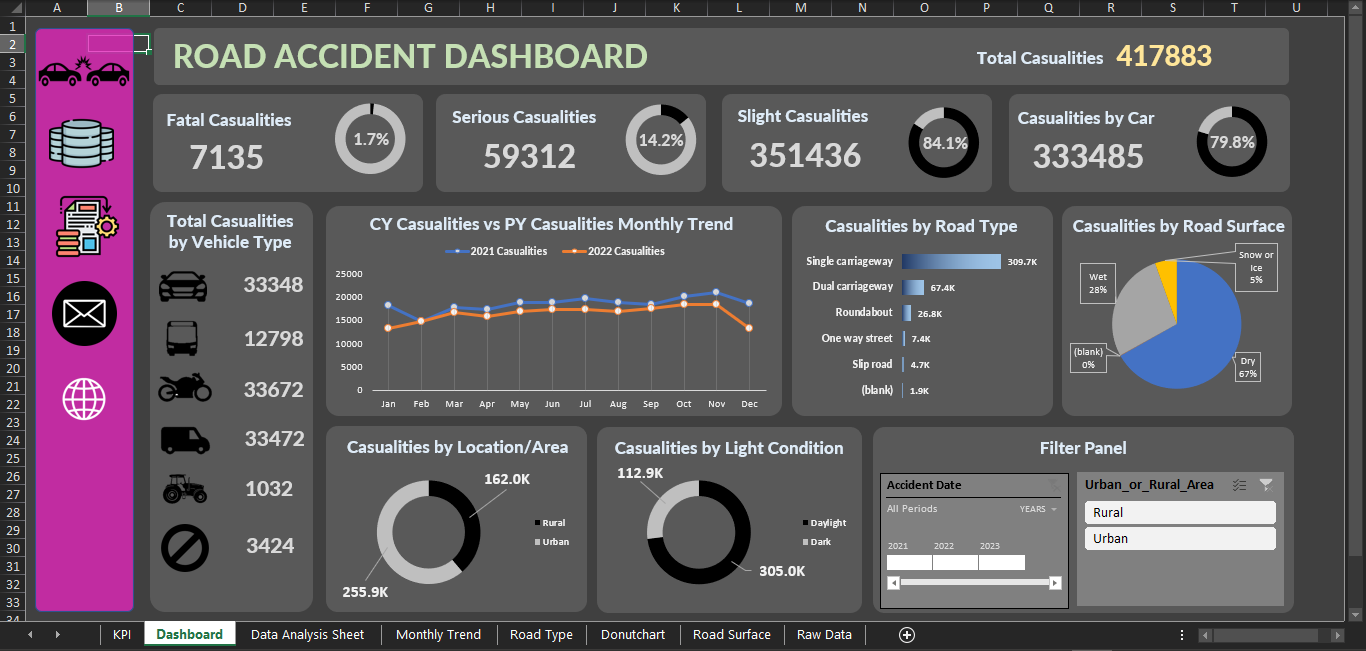 A B C D E F G H I J K L M N O P Q R S T U
1
2
3
4
5
6
7
8
9
10
11
12
13
14
15
16
17
18
19
20
21
22
23
24
25
26
27
28
29
30
31
32
33
34
ROAD ACCIDENT DASHBOARD
Total Casualities 417883
Fatal Casualities
7135
1.7%
Serious Casualities
59312
14.2%
Slight Casualities
351436
84.1%
Casualities by Car
333485
79.8%
Total Casualities
by Vehicle Type
33348
12798
33672
33472
1032
3424
CY Casualities vs PY Casualities Monthly Trend
2021 Casualities 2022 Casualities
25000
20000
15000
10000
5000
0
Jan Feb Mar Apr May Jun Jul Aug Sep Oct Nov Dec
Casualities by Road Type
Single carriageway 309.7K
Dual carriageway 67.4K
Roundabout 26.8K
One way street 7.4K
Slip road 4.7K
(blank) 1.9K
Casualities by Road Surface
Snow or
Ice
5%
Wet
28%
(blank)
0%
Dry
67%
Casualities by Location/Area
162.0K
Rural
Urban
255.9K
Casualities by Light Condition
112.9K
Daylight
Dark
305.0K
Filter Panel
Accident Date
All Periods YEARS
2021 2022 2023
Urban_or_Rural_Area
Rural
Urban
KPI Dashboard Data Analysis Sheet Monthly Trend Road Type Donutchart Road Surface Raw Data